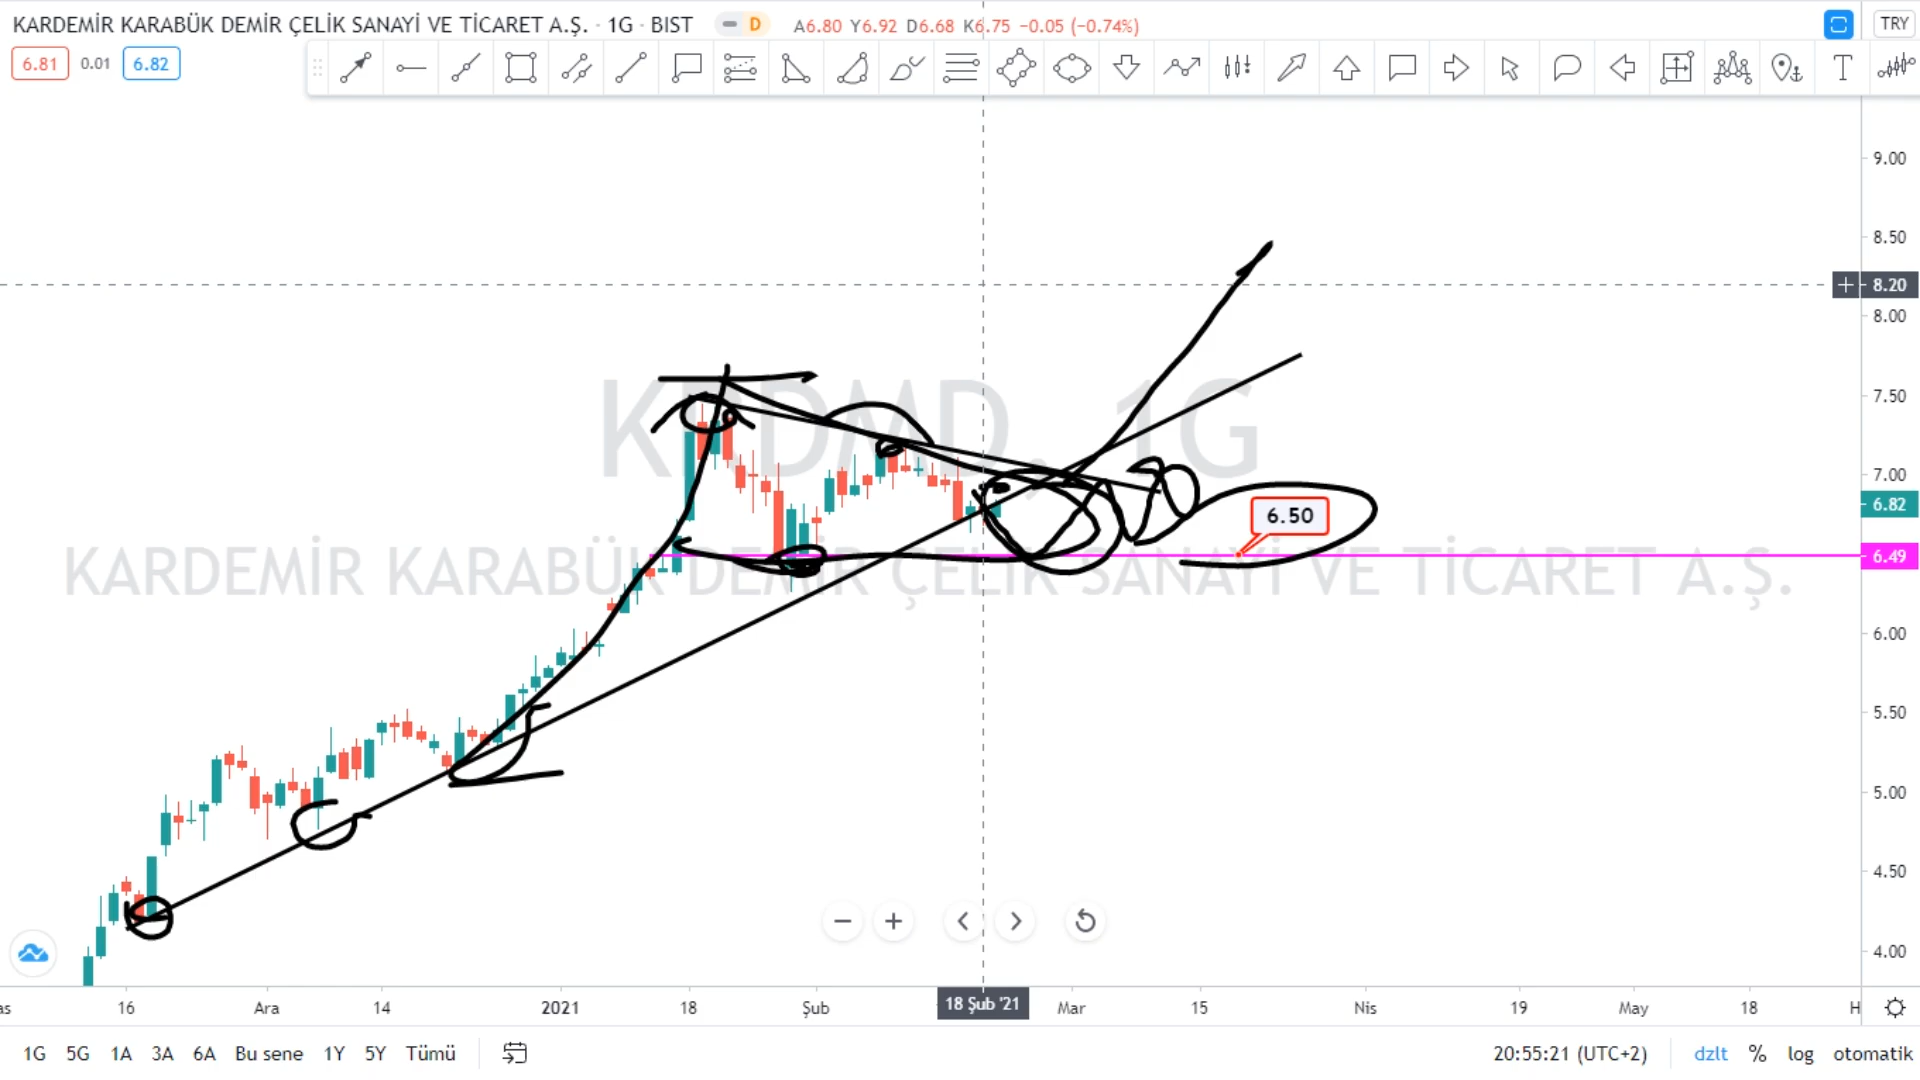 KARDEMİR KARABÜK DEMİR ÇELİK SANAYİ VE TİCARET A.Ş. · 1G · BIST D A6.80 Y6.92 D6.68 K6.75 −0.05 (−0.74%) TRY
6.81 0.01 6.82 T
9.00
8.50
8.20
8.00
7.50
KRDMD, 1G
7.00
6.82
6.50
6.49
KARDEMİR KARABÜK DEMİR ÇELİK SANAYİ VE TİCARET A.Ş.
6.00
5.50
5.00
4.50
4.00
as 16 Ara 14 2021 18 Şub 18 Şub '21 Mar 15 Nis 19 May 18 H
1G 5G 1A 3A 6A Bu sene 1Y 5Y Tümü 20:55:21 (UTC+2) dzlt % log otomatik